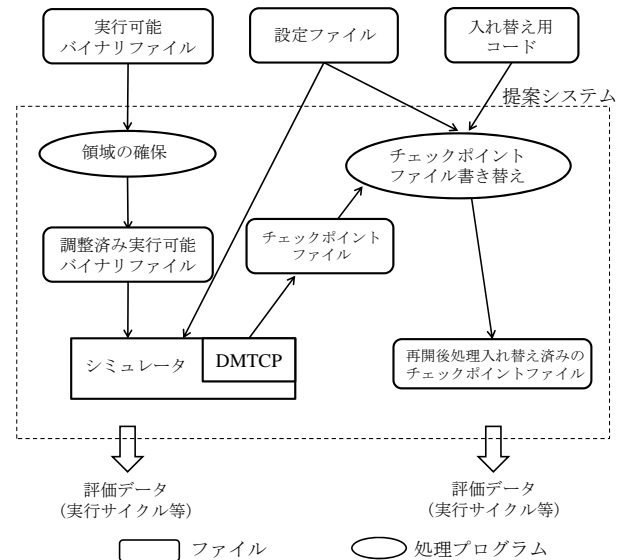 実行可能
バイナリファイル
設定ファイル
入れ替え用
コード
提案システム
領域の確保
チェックポイント
ファイル書き替え
調整済み実行可能
バイナリファイル
チェックポイント
ファイル
シミュレータ
DMTCP
再開後処理入れ替え済みの
チェックポイントファイル
評価データ
(実行サイクル等)
評価データ
(実行サイクル等)
ファイル
処理プログラム